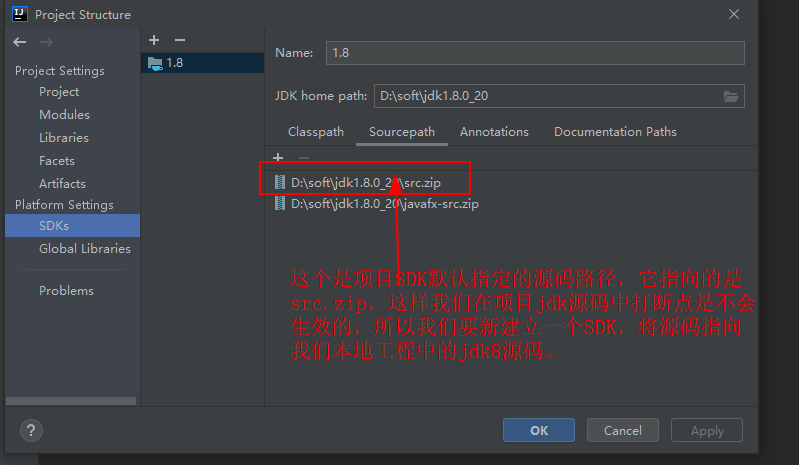 Project Structure
Project Settings
Project
Modules
Libraries
Facets
Artifacts
Platform Settings
SDKs
Global Libraries
Problems
1.8
Name: 1.8
JDK home path: D:\soft\jdk1.8.0_20
Classpath Sourcepath Annotations Documentation Paths
D:\soft\jdk1.8.0_20\src.zip
D:\soft\jdk1.8.0_20\javafx-src.zip
这个是项目SDK默认指定的源码路径，它指向的是
src.zip，这样我们在项目jdk源码中打断点是不会
生效的，所以我们要新建立一个SDK，将源码指向
我们本地工程中的jdk8源码。
? OK Cancel Apply